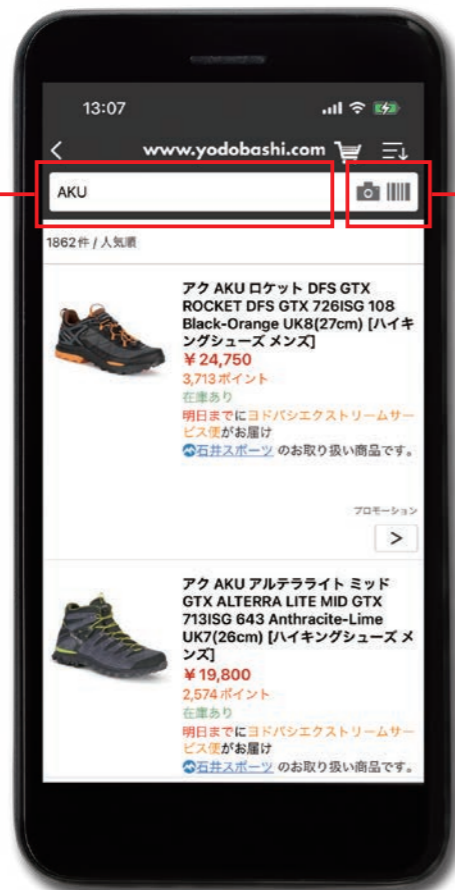 13:07
www.yodobashi.com
AKU
1862件 / 人気順
アク AKU ロケット DFS GTX
ROCKET DFS GTX 726ISG 108
Black-Orange UK8(27cm) [ハイキ
ングシューズ メンズ]
￥24,750
3,713ポイント
在庫あり
明日までにヨドバシエクストリームサー
ビス便がお届け
石井スポーツ のお取り扱い商品です。
プロモーション
>
アク AKU アルテラライト ミッド
GTX ALTERRA LITE MID GTX
713ISG 643 Anthracite-Lime
UK7(26cm) [ハイキングシューズ メ
ンズ]
￥19,800
2,574ポイント
在庫あり
明日までにヨドバシエクストリームサー
ビス便がお届け
石井スポーツ のお取り扱い商品です。